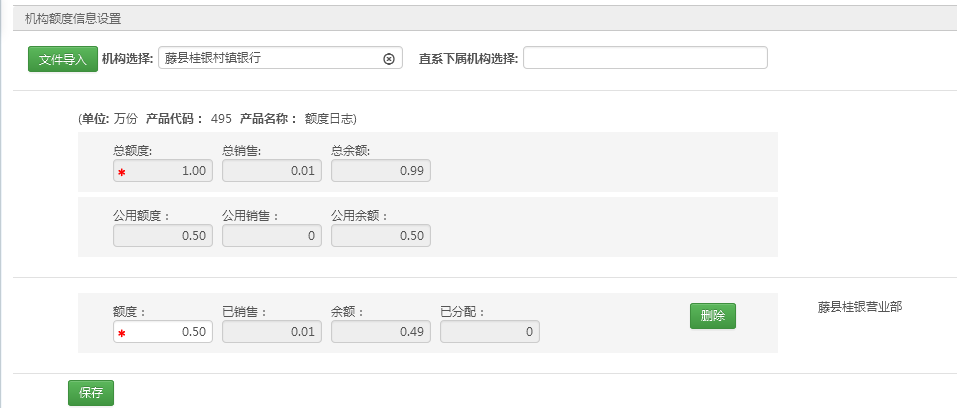 机构额度信息设置
文件导入 机构选择: 藤县桂银村镇银行 直系下属机构选择:
(单位: 万份 产品代码： 495 产品名称： 额度日志)
总额度: 总销售: 总余额:
* 1.00 0.01 0.99
公用额度： 公用销售： 公用余额：
0.50 0 0.50
额度： 已销售： 余额： 已分配：
* 0.50 0.01 0.49 0 删除 藤县桂银营业部
保存